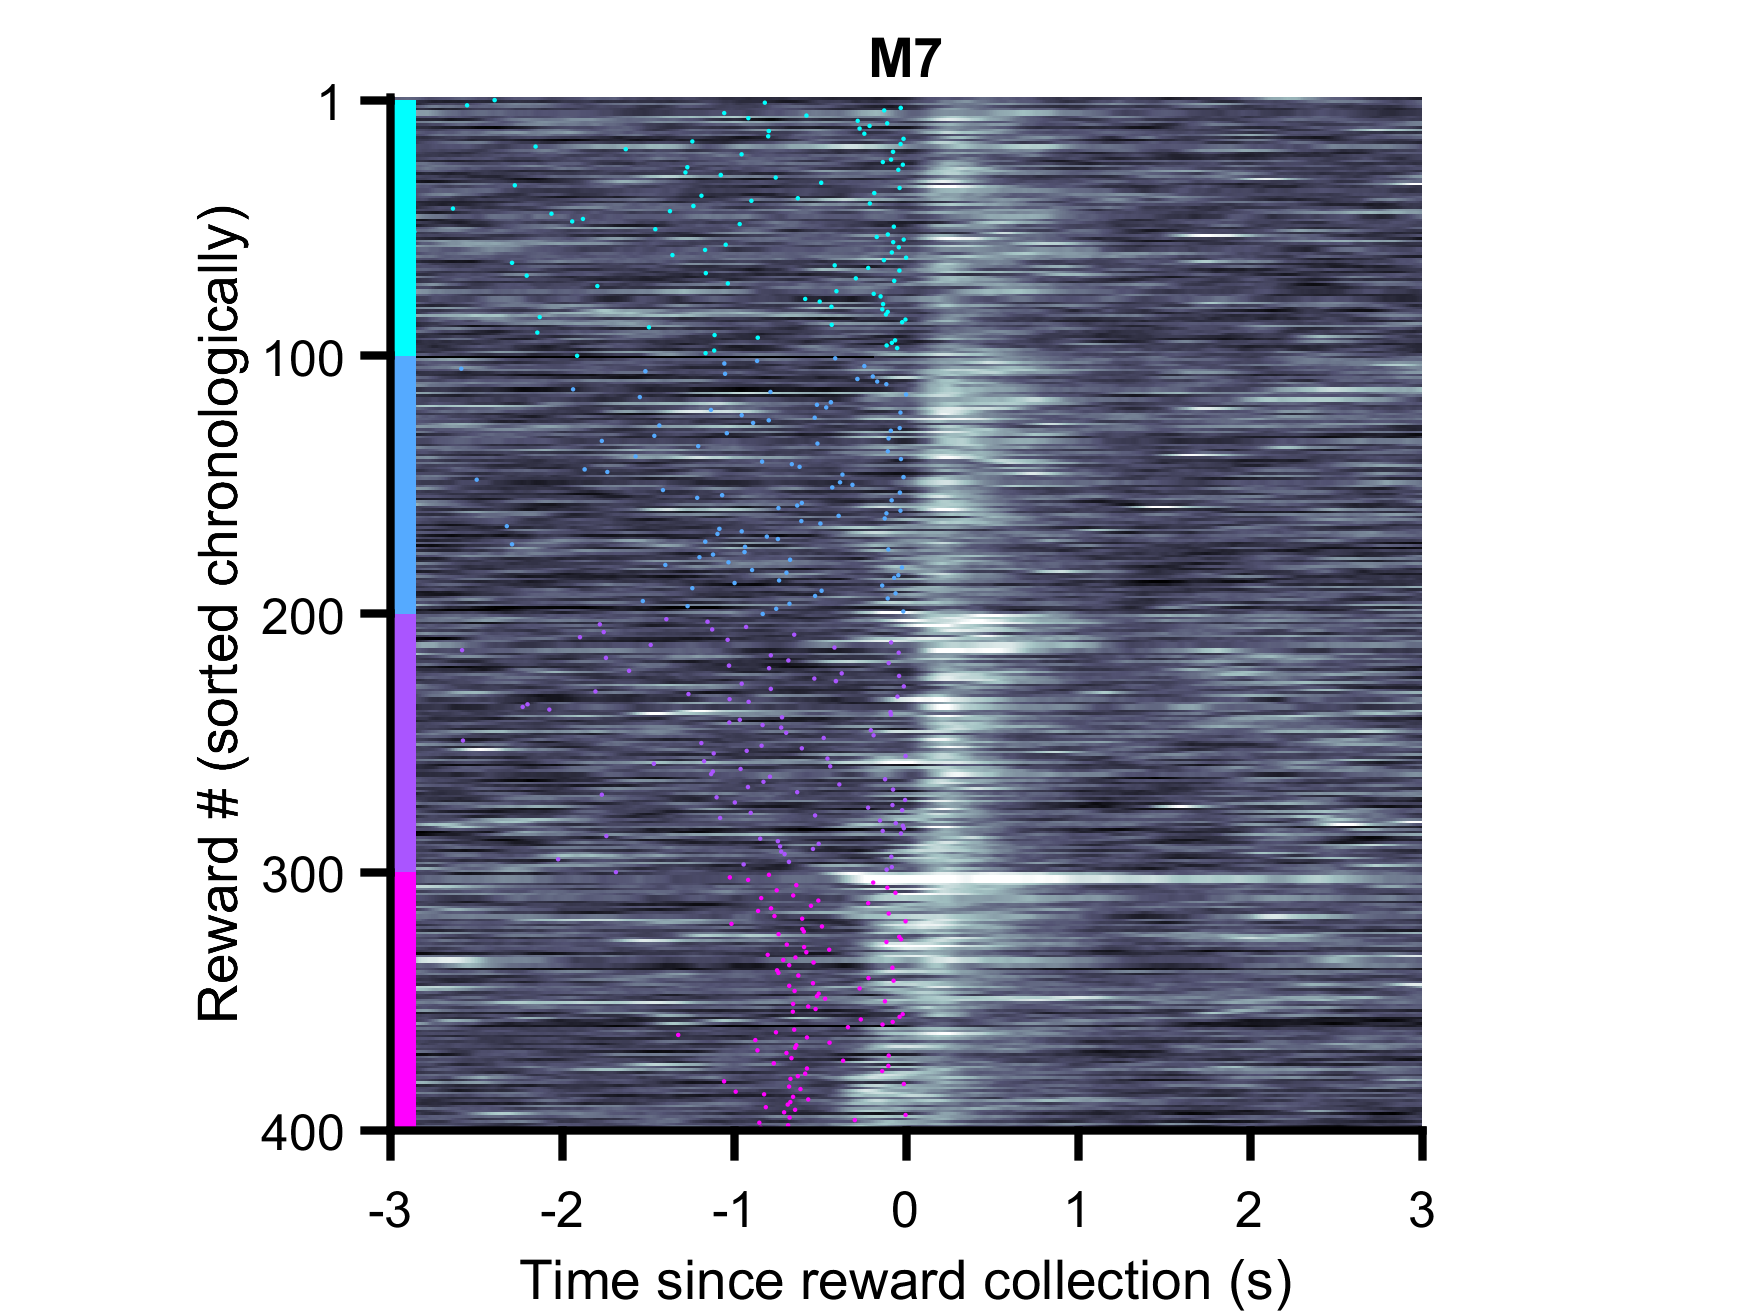 M7
Reward # (sorted chronologically)
1
100
200
300
400
-3 -2 -1 0 1 2 3
Time since reward collection (s)